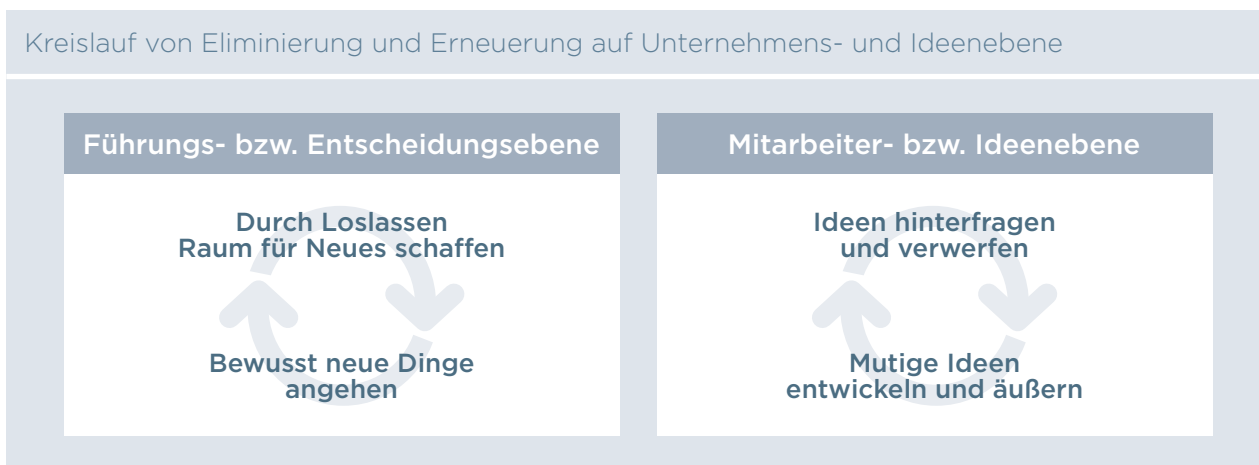 Kreislauf von Eliminierung und Erneuerung auf Unternehmens- und Ideenebene
Führungs- bzw. Entscheidungsebene
Durch Loslassen
Raum für Neues schaffen
Bewusst neue Dinge
angehen
Mitarbeiter- bzw. Ideenebene
Ideen hinterfragen
und verwerfen
Mutige Ideen
entwickeln und äußern